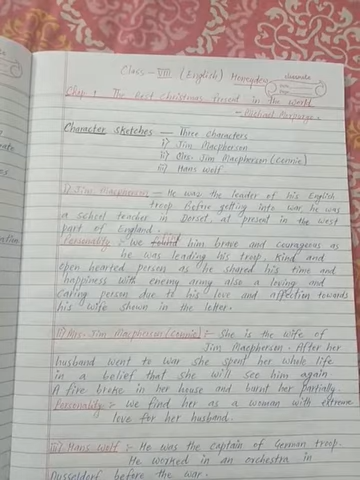 Class - VIII (English) Honeydew
classmate
Chap. 1 The Best Christmas Present in the World
- Michael Morpurgo.
Character sketches — Three Characters
i) Jim Macpherson
ii) Mrs. Jim Macpherson (Connie)
iii) Hans Wolf
i) Jim Macpherson - He was the leader of his English
troop. Before getting into war, he was
a school teacher in Dorset, at present in the west
part of England.
Personality :- We found him brave and courageous as
he was leading his trop. Kind and
open hearted person as he shared his time and
happiness with enemy army also a loving and
caring person due to his love and affection towards
his wife shown in the letter.
ii) Mrs. Jim Macpherson (Connie) :- She is the wife of
Jim Macpherson. After her
husband went to war she spent her whole life
in a belief that she will see him again
A fire broke in her house and burnt her partially.
Personality :- We find her as a woman with extreme
love for her husband.
iii) Hans Wolf :- He was the captain of German troop.
He worked in an orchestra in
Dusseldorf before the war.